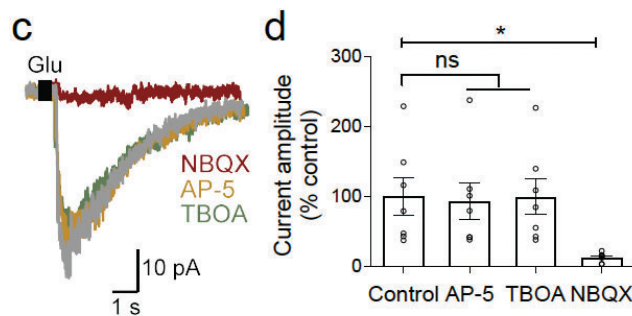 c
Glu
NBQX
AP-5
TBOA
10 pA
1 s
d
*
ns
300
200
100
0
Current amplitude
(% control)
Control AP-5 TBOA NBQX